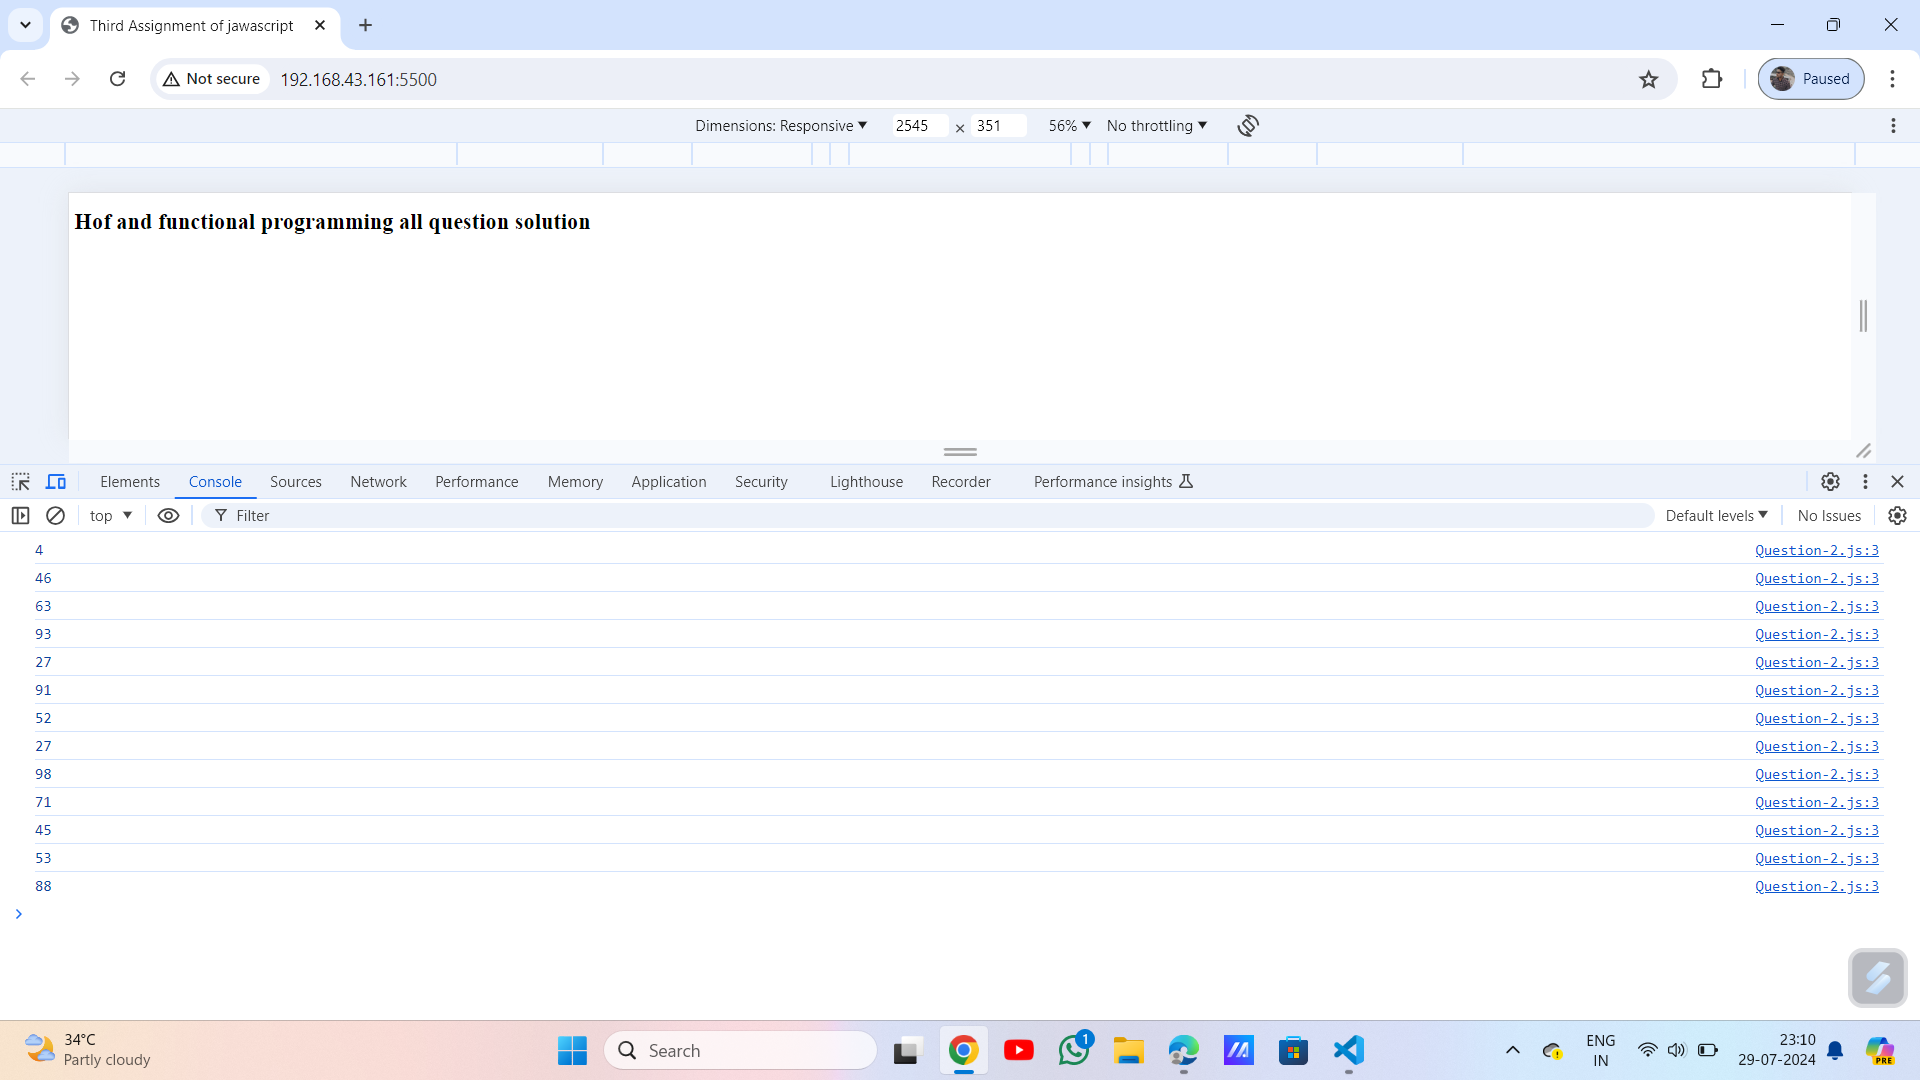 Third Assignment of jawascript
Not secure
192.168.43.161:5500
Paused
Dimensions: Responsive
2545
×
351
56%
No throttling
Hof and functional programming all question solution
Elements
Console
Sources
Network
Performance
Memory
Application
Security
Lighthouse
Recorder
Performance insights
top
Filter
Default levels
No Issues
4 Question-2.js:3
46 Question-2.js:3
63 Question-2.js:3
93 Question-2.js:3
27 Question-2.js:3
91 Question-2.js:3
52 Question-2.js:3
27 Question-2.js:3
98 Question-2.js:3
71 Question-2.js:3
45 Question-2.js:3
53 Question-2.js:3
88 Question-2.js:3
34°C
Partly cloudy
Search
1
ENG
IN
23:10
29-07-2024
PRE